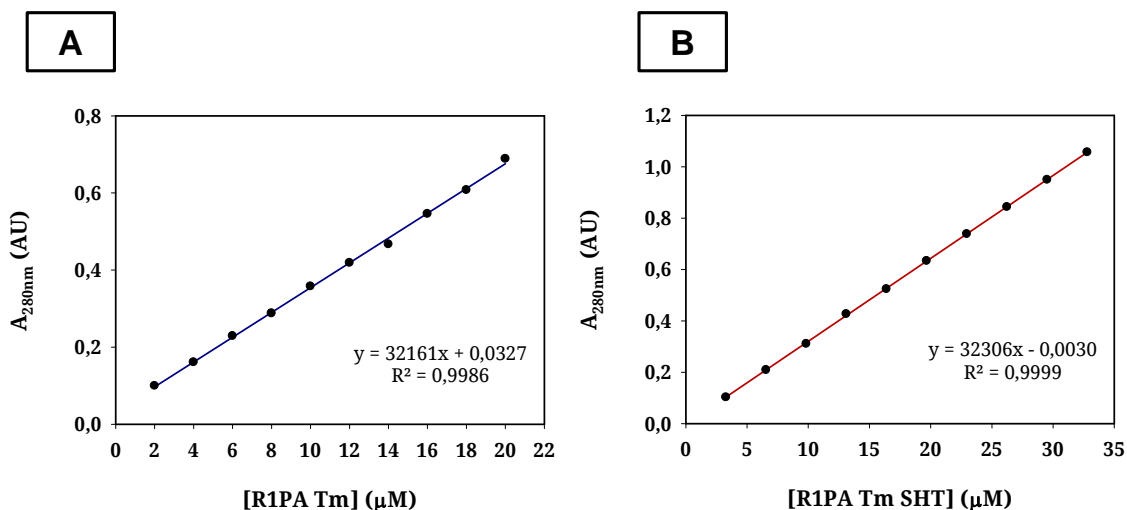 A
0,8
0,6
0,4
0,2
0,0
A280nm (AU)
y = 32161x + 0,0327
R² = 0,9986
0 2 4 6 8 10 12 14 16 18 20 22
[R1PA Tm] (μM)
B
1,2
1,0
0,8
0,6
0,4
0,2
0,0
A280nm (AU)
y = 32306x - 0,0030
R² = 0,9999
0 5 10 15 20 25 30 35
[R1PA Tm SHT] (μM)